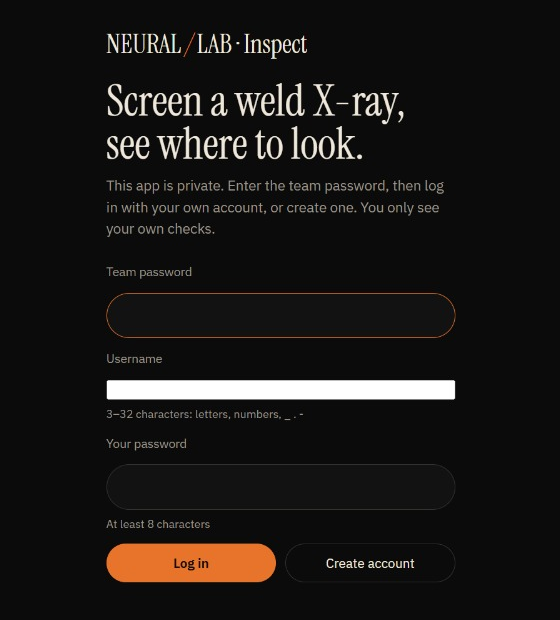 NEURAL/LAB · Inspect
Screen a weld X-ray,
see where to look.
This app is private. Enter the team password, then log
in with your own account, or create one. You only see
your own checks.
Team password
Username
3–32 characters: letters, numbers, _ . -
Your password
At least 8 characters
Log in
Create account